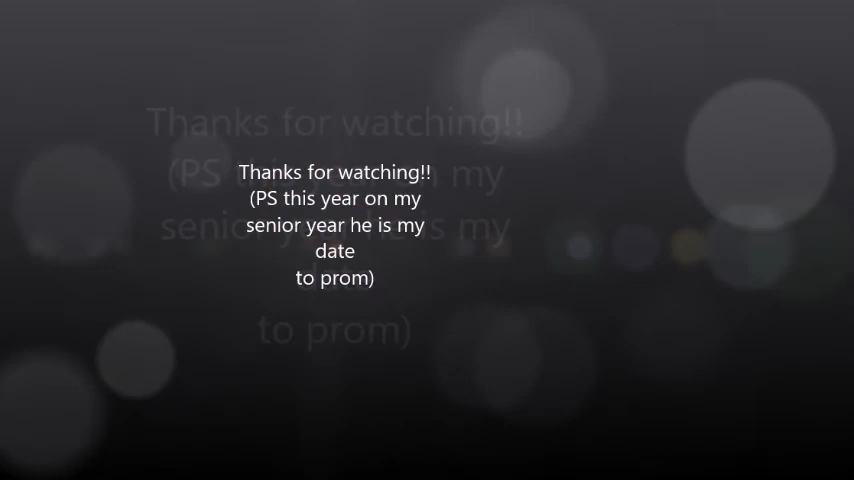 Thanks for watching!!
(PS this year on my
senior year he is my
date
to prom)